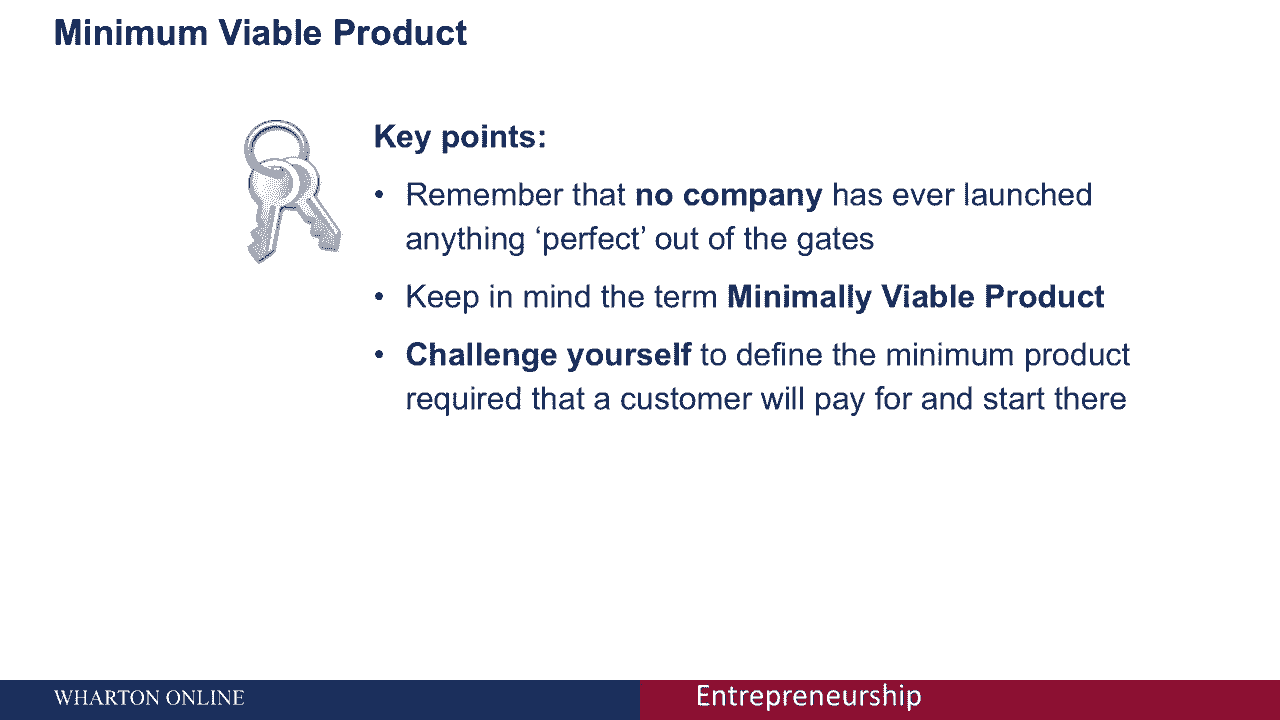 Minimum Viable Product
Key points:
• Remember that no company has ever launched
anything ‘perfect’ out of the gates
• Keep in mind the term Minimally Viable Product
• Challenge yourself to define the minimum product
required that a customer will pay for and start there
WHARTON ONLINE
Entrepreneurship